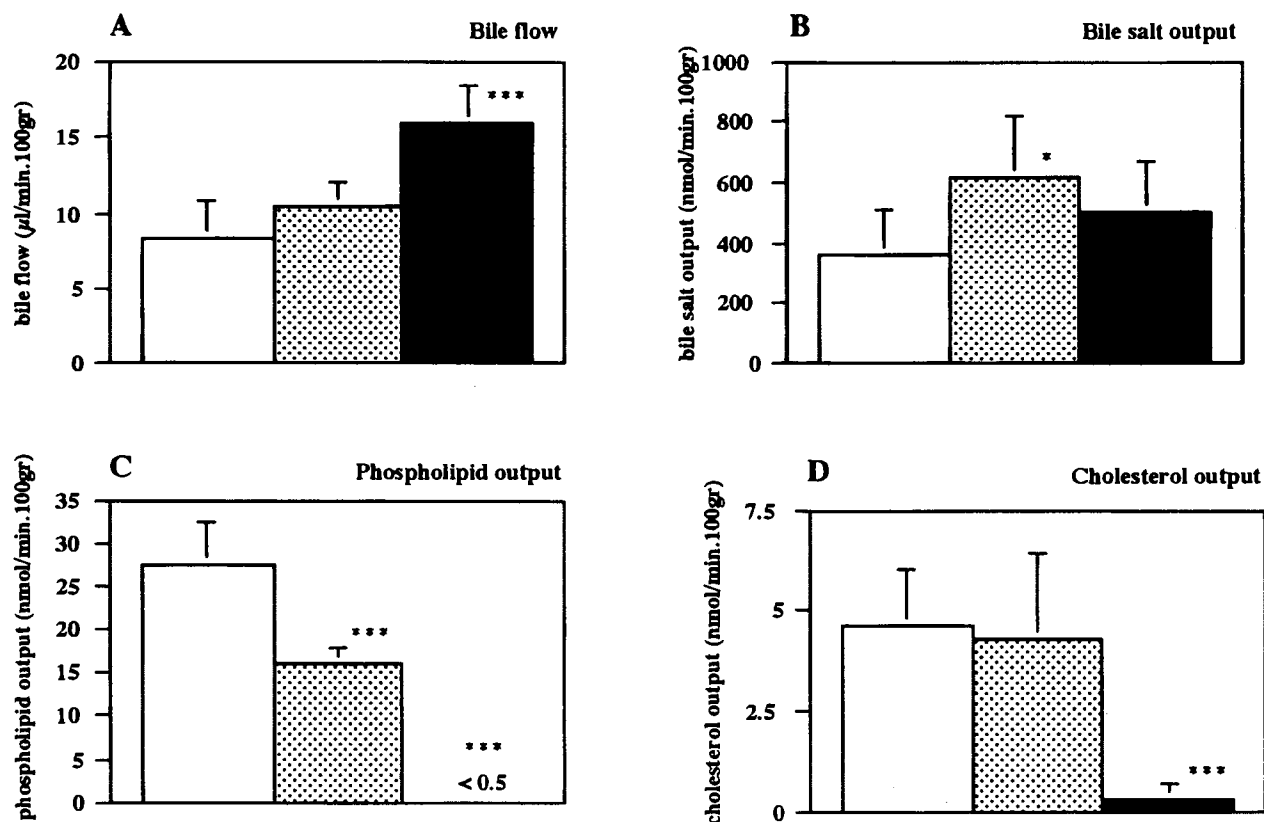 A
Bile flow
bile flow (µl/min.100gr)
20
15
10
5
0
***
B
Bile salt output
bile salt output (nmol/min.100gr)
1000
800
600
400
200
0
*
C
Phospholipid output
phospholipid output (nmol/min.100gr)
35
30
25
20
15
10
5
0
***
***
< 0.5
D
Cholesterol output
cholesterol output (nmol/min.100gr)
7.5
5
2.5
0
***